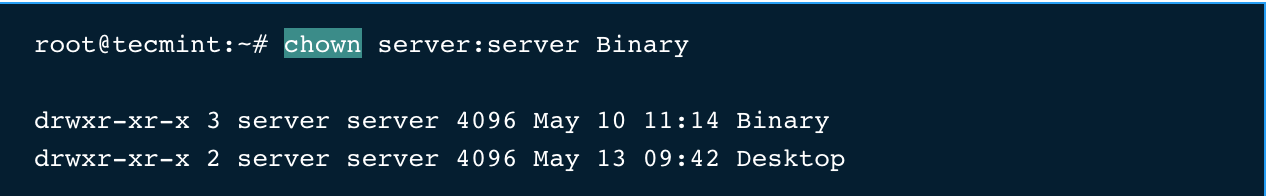 root@tecmint:~# chown server:server Binary
drwxr-xr-x 3 server server 4096 May 10 11:14 Binary
drwxr-xr-x 2 server server 4096 May 13 09:42 Desktop